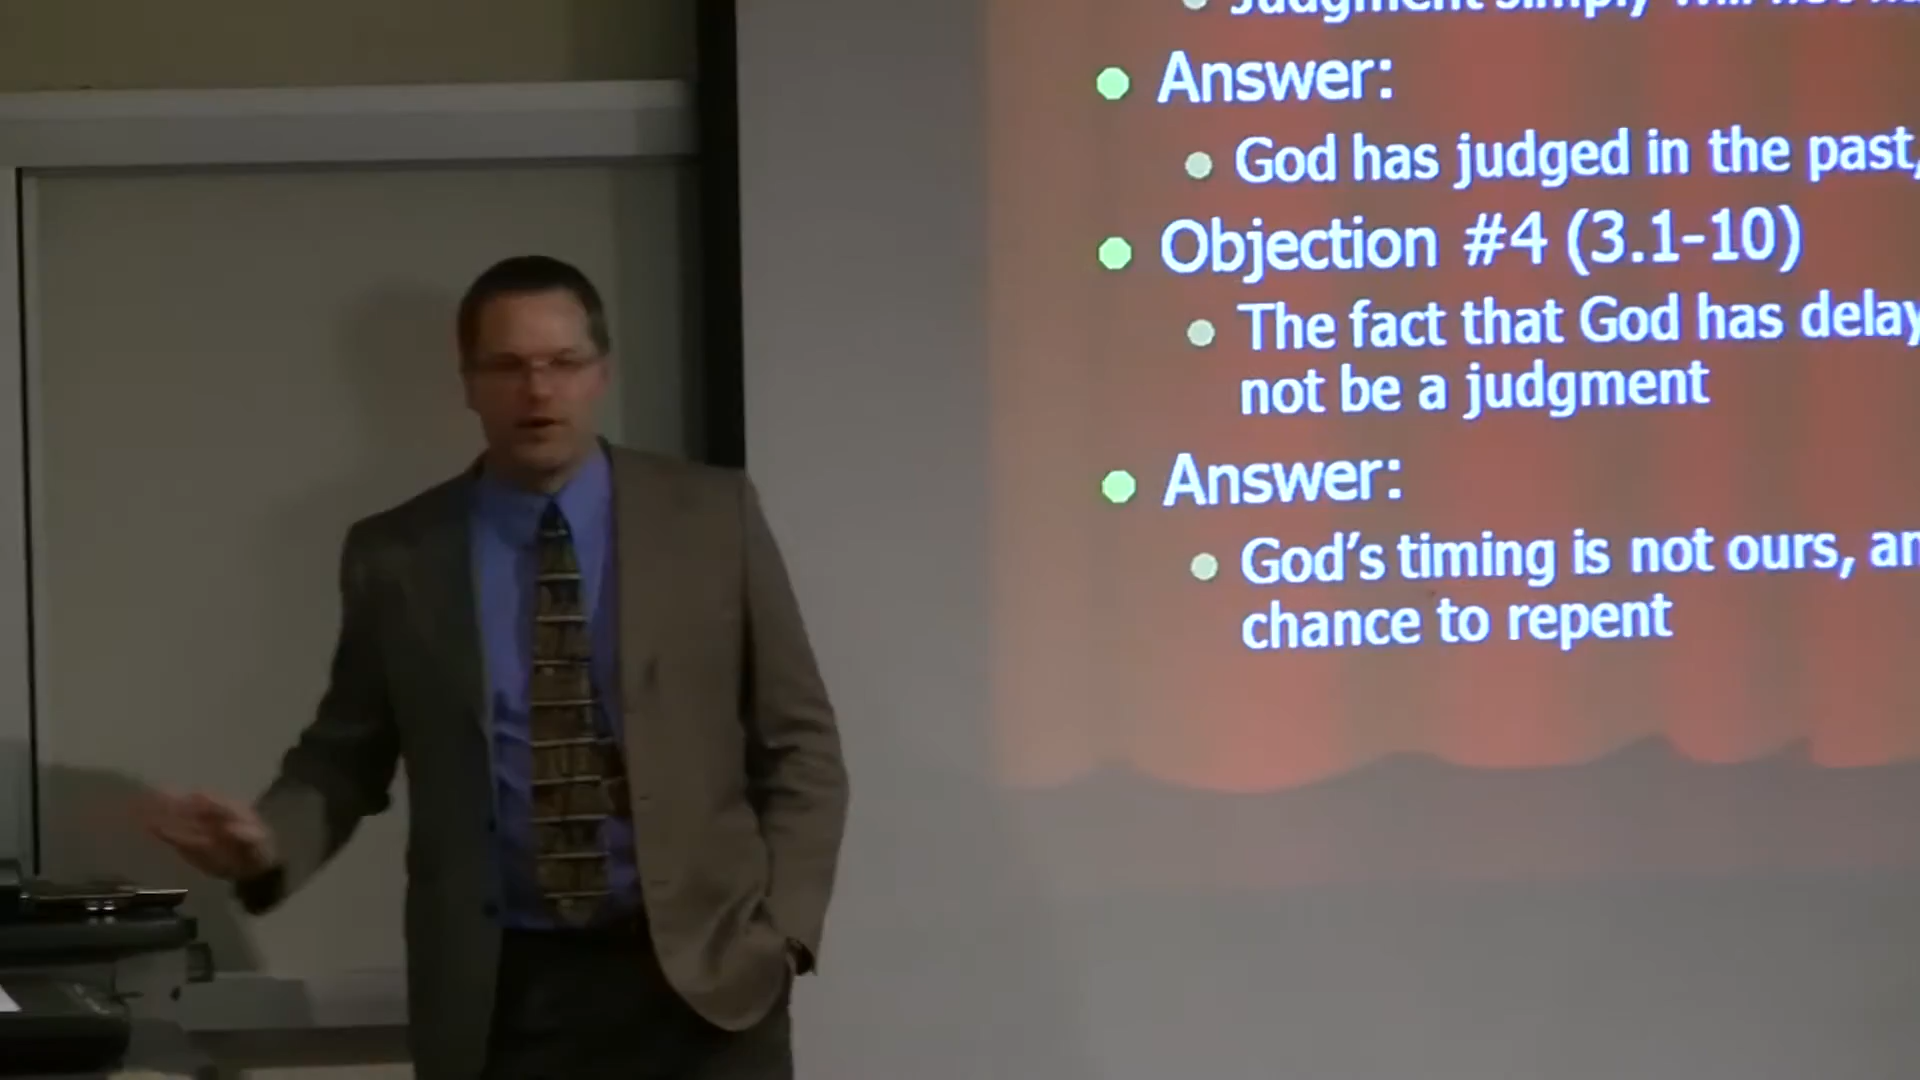 Judgment simply will not
Answer:
God has judged in the past,
Objection #4 (3.1-10)
The fact that God has delay
not be a judgment
Answer:
God's timing is not ours, an
chance to repent